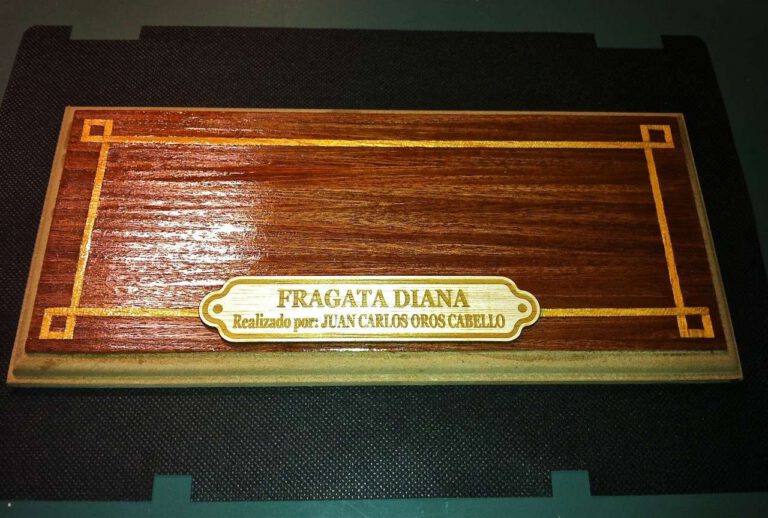 FRAGATA DIANA
Realizado por: JUAN CARLOS OROS CABELLO